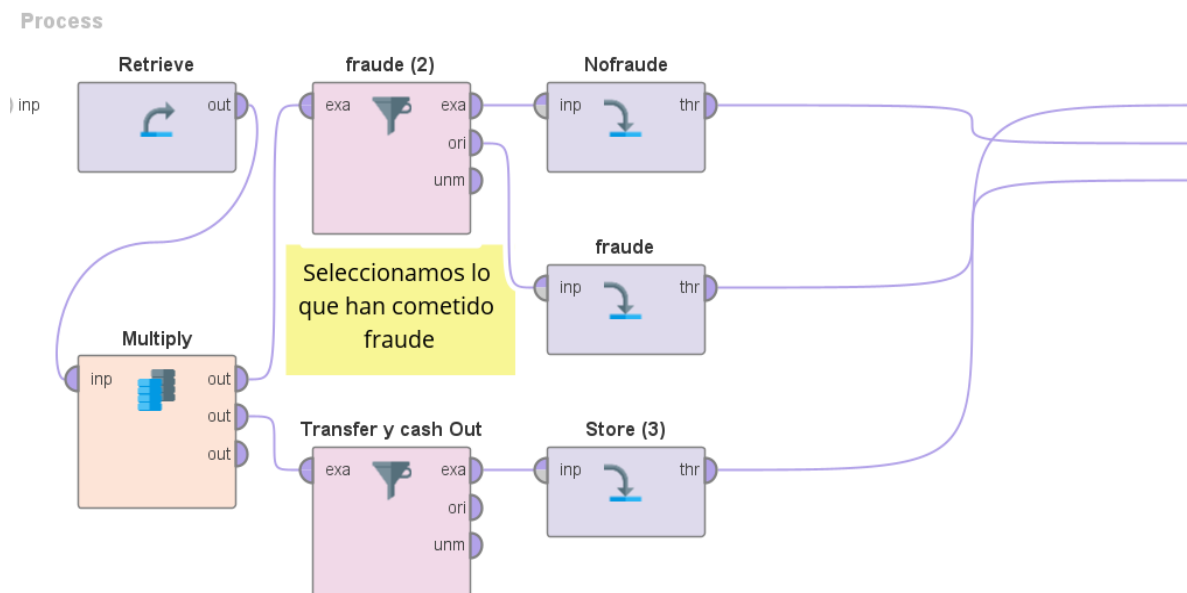 Process
inp
Retrieve
out
fraude (2)
exa
exa
ori
unm
Nofraude
inp
thr
Seleccionamos lo
que han cometido
fraude
fraude
inp
thr
Multiply
inp
out
out
out
Transfer y cash Out
exa
exa
ori
unm
Store (3)
inp
thr